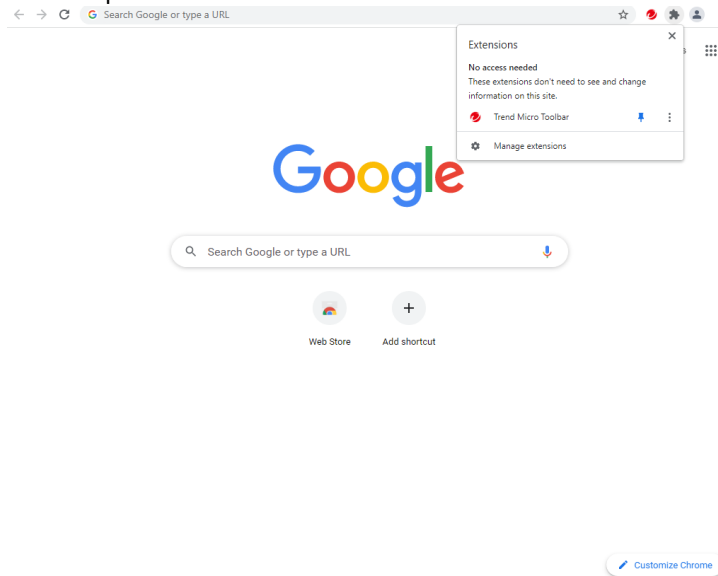 Search Google or type a URL
Extensions
No access needed
These extensions don't need to see and change
information on this site.
Trend Micro Toolbar
Manage extensions
Google
Search Google or type a URL
Web Store
Add shortcut
Customize Chrome